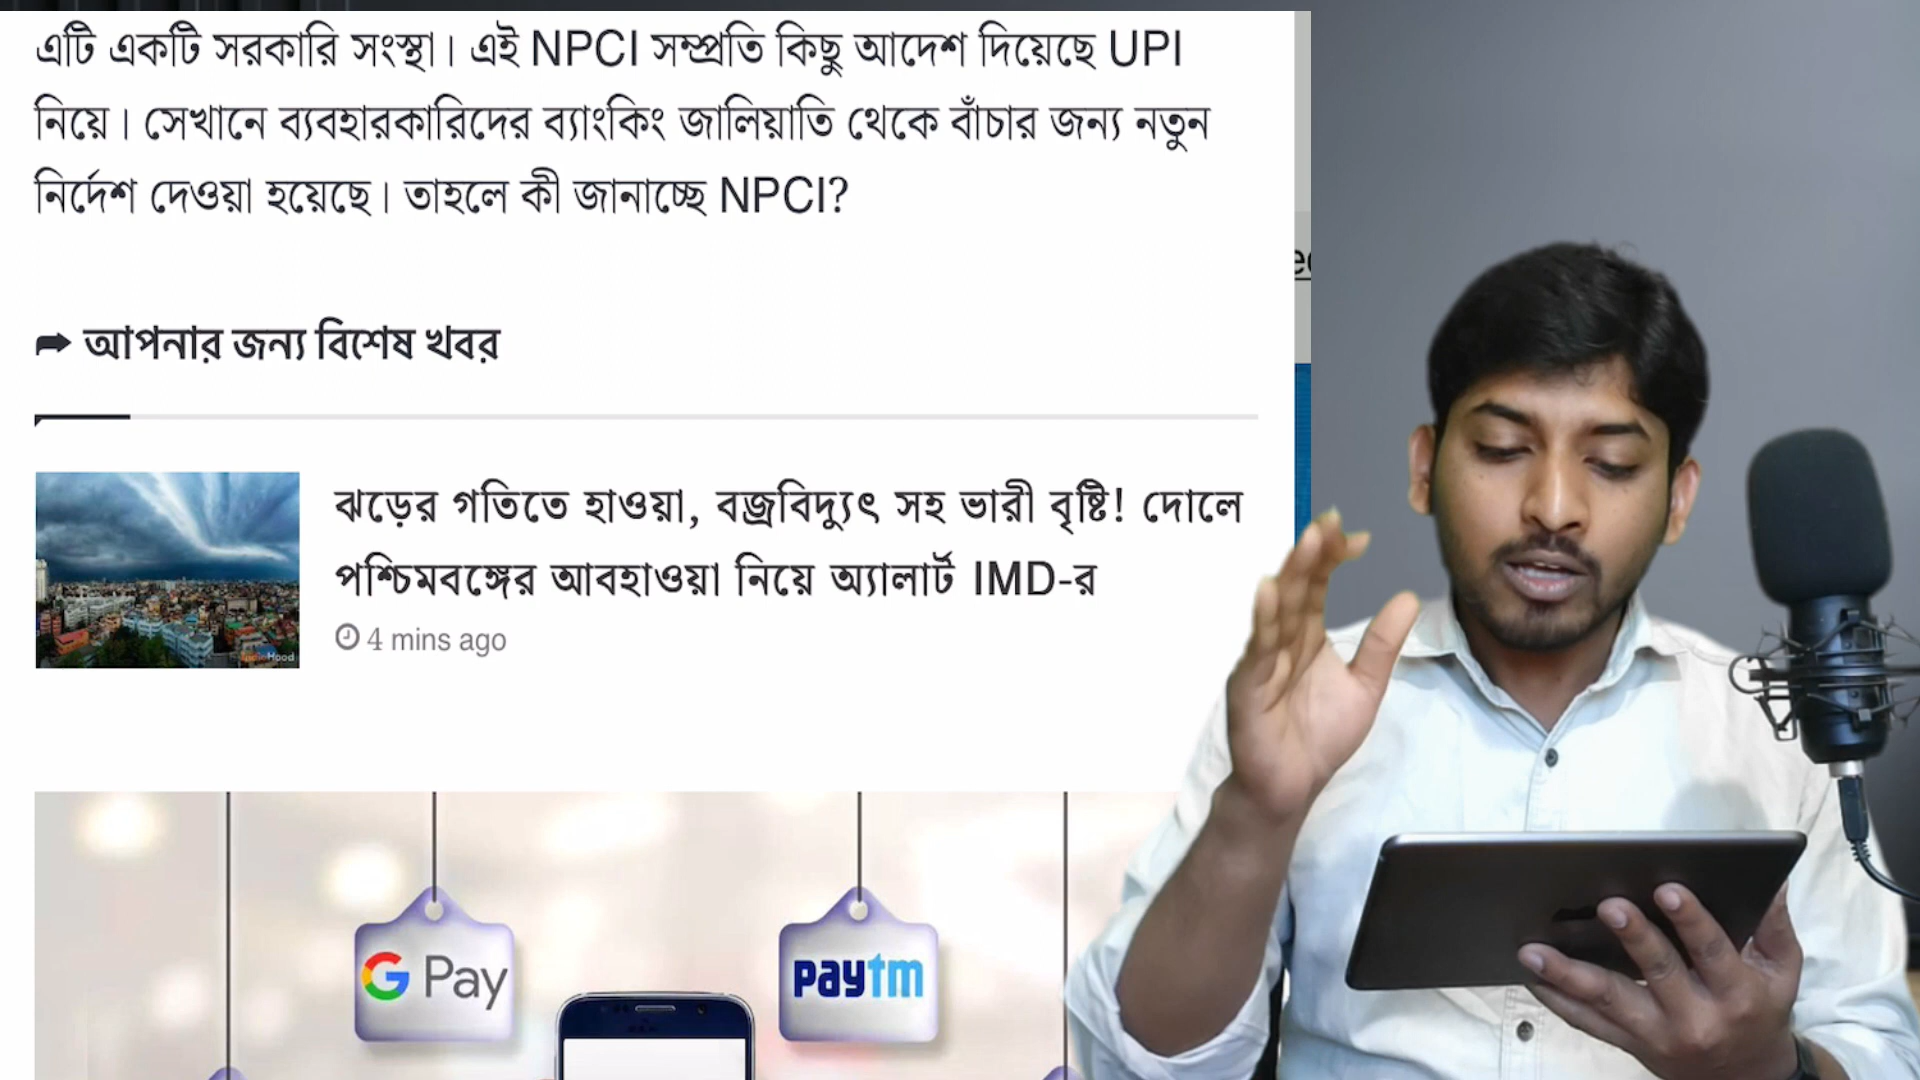 এটি একটি সরকারি সংস্থা। এই NPCI সম্প্রতি কিছু আদেশ দিয়েছে UPI
নিয়ে। সেখানে ব্যবহারকারিদের ব্যাংকিং জালিয়াতি থেকে বাঁচার জন্য নতুন
নির্দেশ দেওয়া হয়েছে। তাহলে কী জানাচ্ছে NPCI?
➦ আপনার জন্য বিশেষ খবর
ঝড়ের গতিতে হাওয়া, বজ্রবিদ্যুৎ সহ ভারী বৃষ্টি! দোলে
পশ্চিমবঙ্গের আবহাওয়া নিয়ে অ্যালার্ট IMD-র
4 mins ago
G Pay
paytm